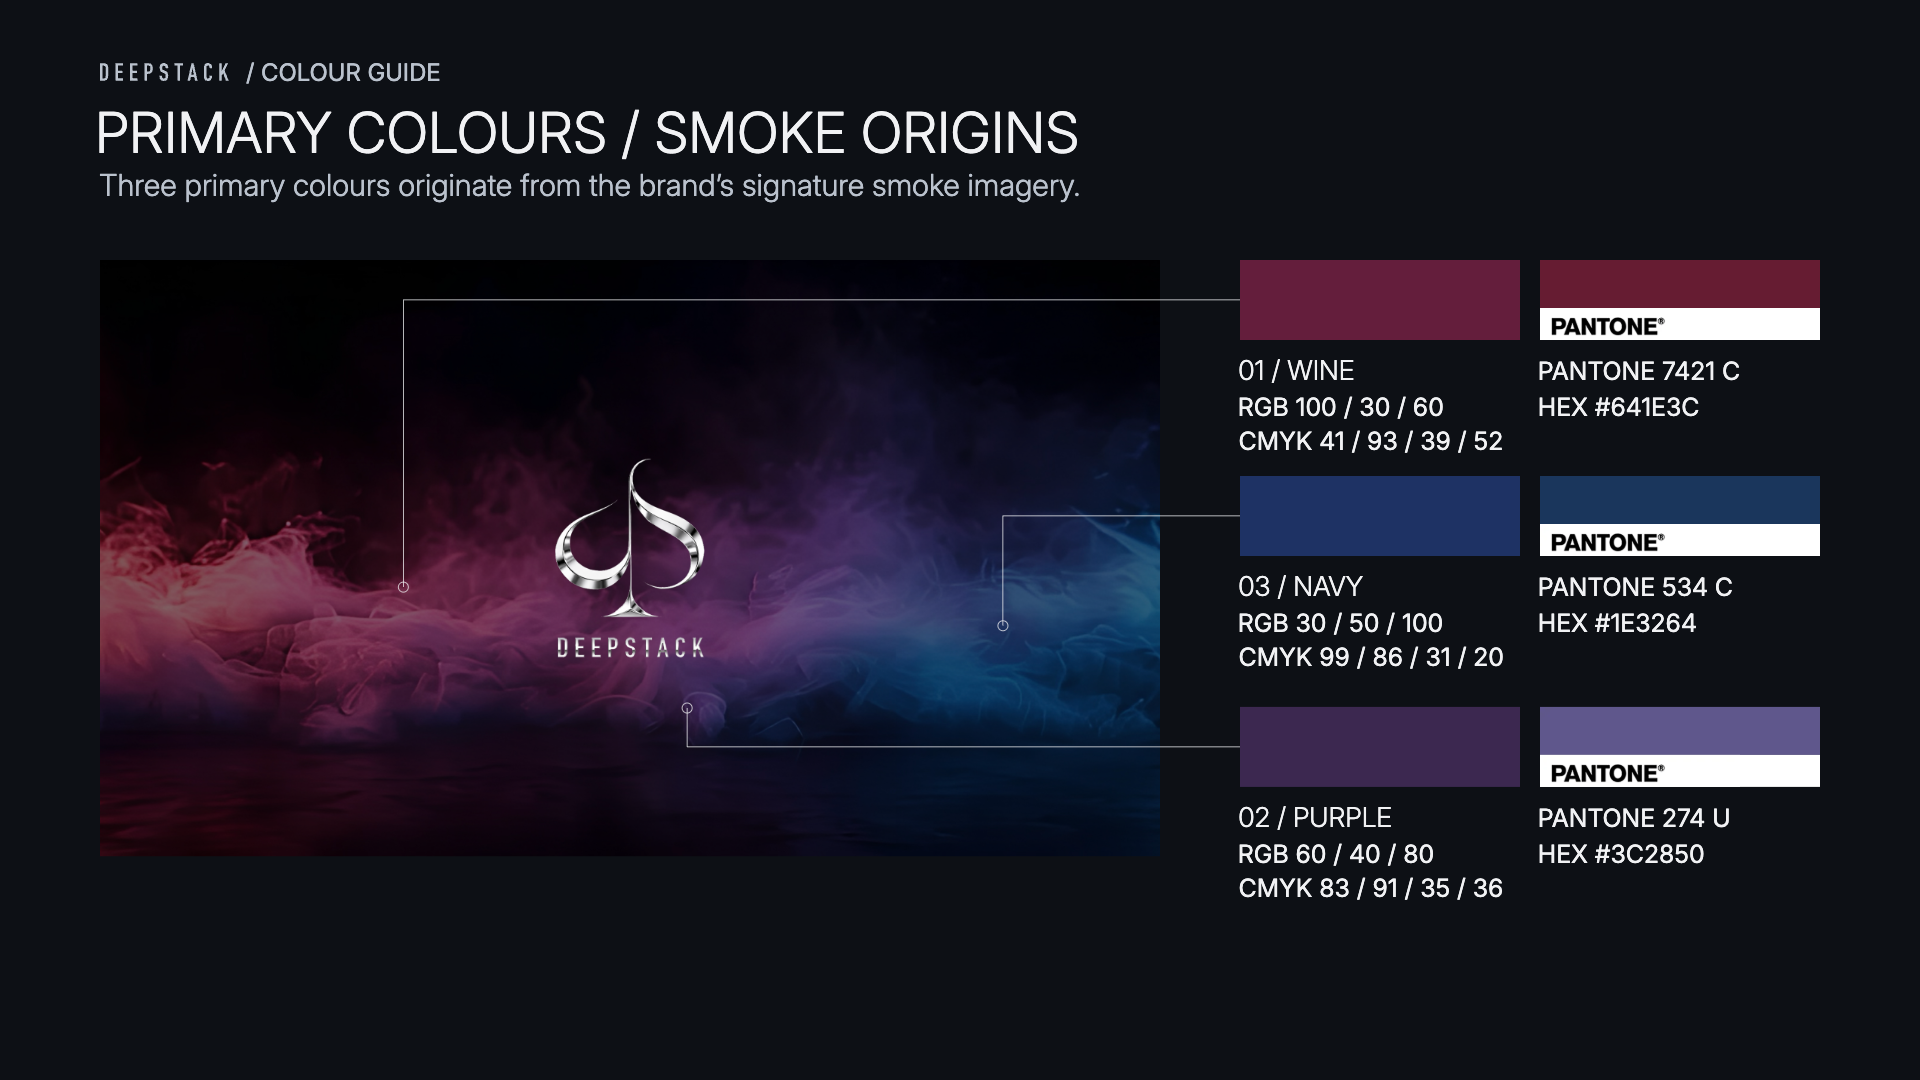 DEEPSTACK / COLOUR GUIDE
PRIMARY COLOURS / SMOKE ORIGINS
Three primary colours originate from the brand’s signature smoke imagery.
DEEPSTACK
PANTONE®
01 / WINE
RGB 100 / 30 / 60
CMYK 41 / 93 / 39 / 52
PANTONE 7421 C
HEX #641E3C
PANTONE®
03 / NAVY
RGB 30 / 50 / 100
CMYK 99 / 86 / 31 / 20
PANTONE 534 C
HEX #1E3264
PANTONE®
02 / PURPLE
RGB 60 / 40 / 80
CMYK 83 / 91 / 35 / 36
PANTONE 274 U
HEX #3C2850